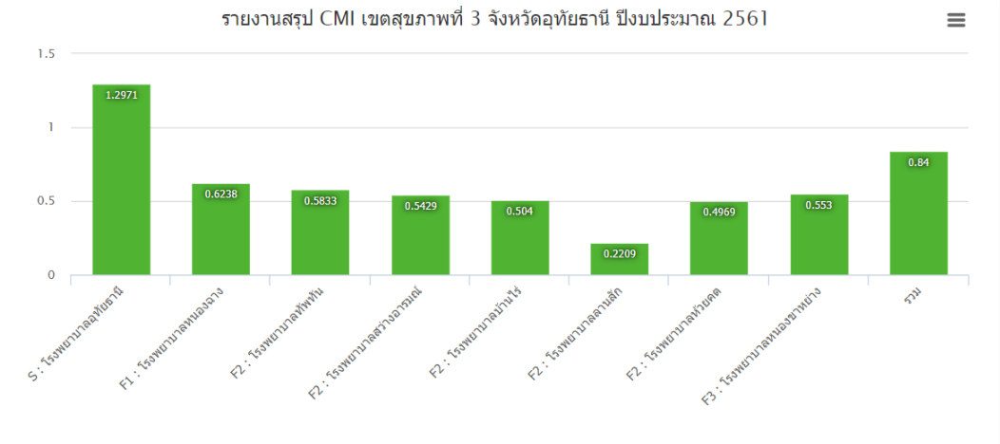 รายงานสรุป CMI เขตสุขภาพที่ 3 จังหวัดอุทัยธานี ปีงบประมาณ 2561
1.5
1
0.5
0
1.2971
0.6238
0.5833
0.5429
0.504
0.2209
0.4969
0.553
0.84
S : โรงพยาบาลอุทัยธานี
F1 : โรงพยาบาลหนองฉาง
F2 : โรงพยาบาลทัพทัน
F2 : โรงพยาบาลสว่างอารมณ์
F2 : โรงพยาบาลบ้านไร่
F2 : โรงพยาบาลลานสัก
F2 : โรงพยาบาลห้วยคต
F3 : โรงพยาบาลหนองขาหย่าง
รวม